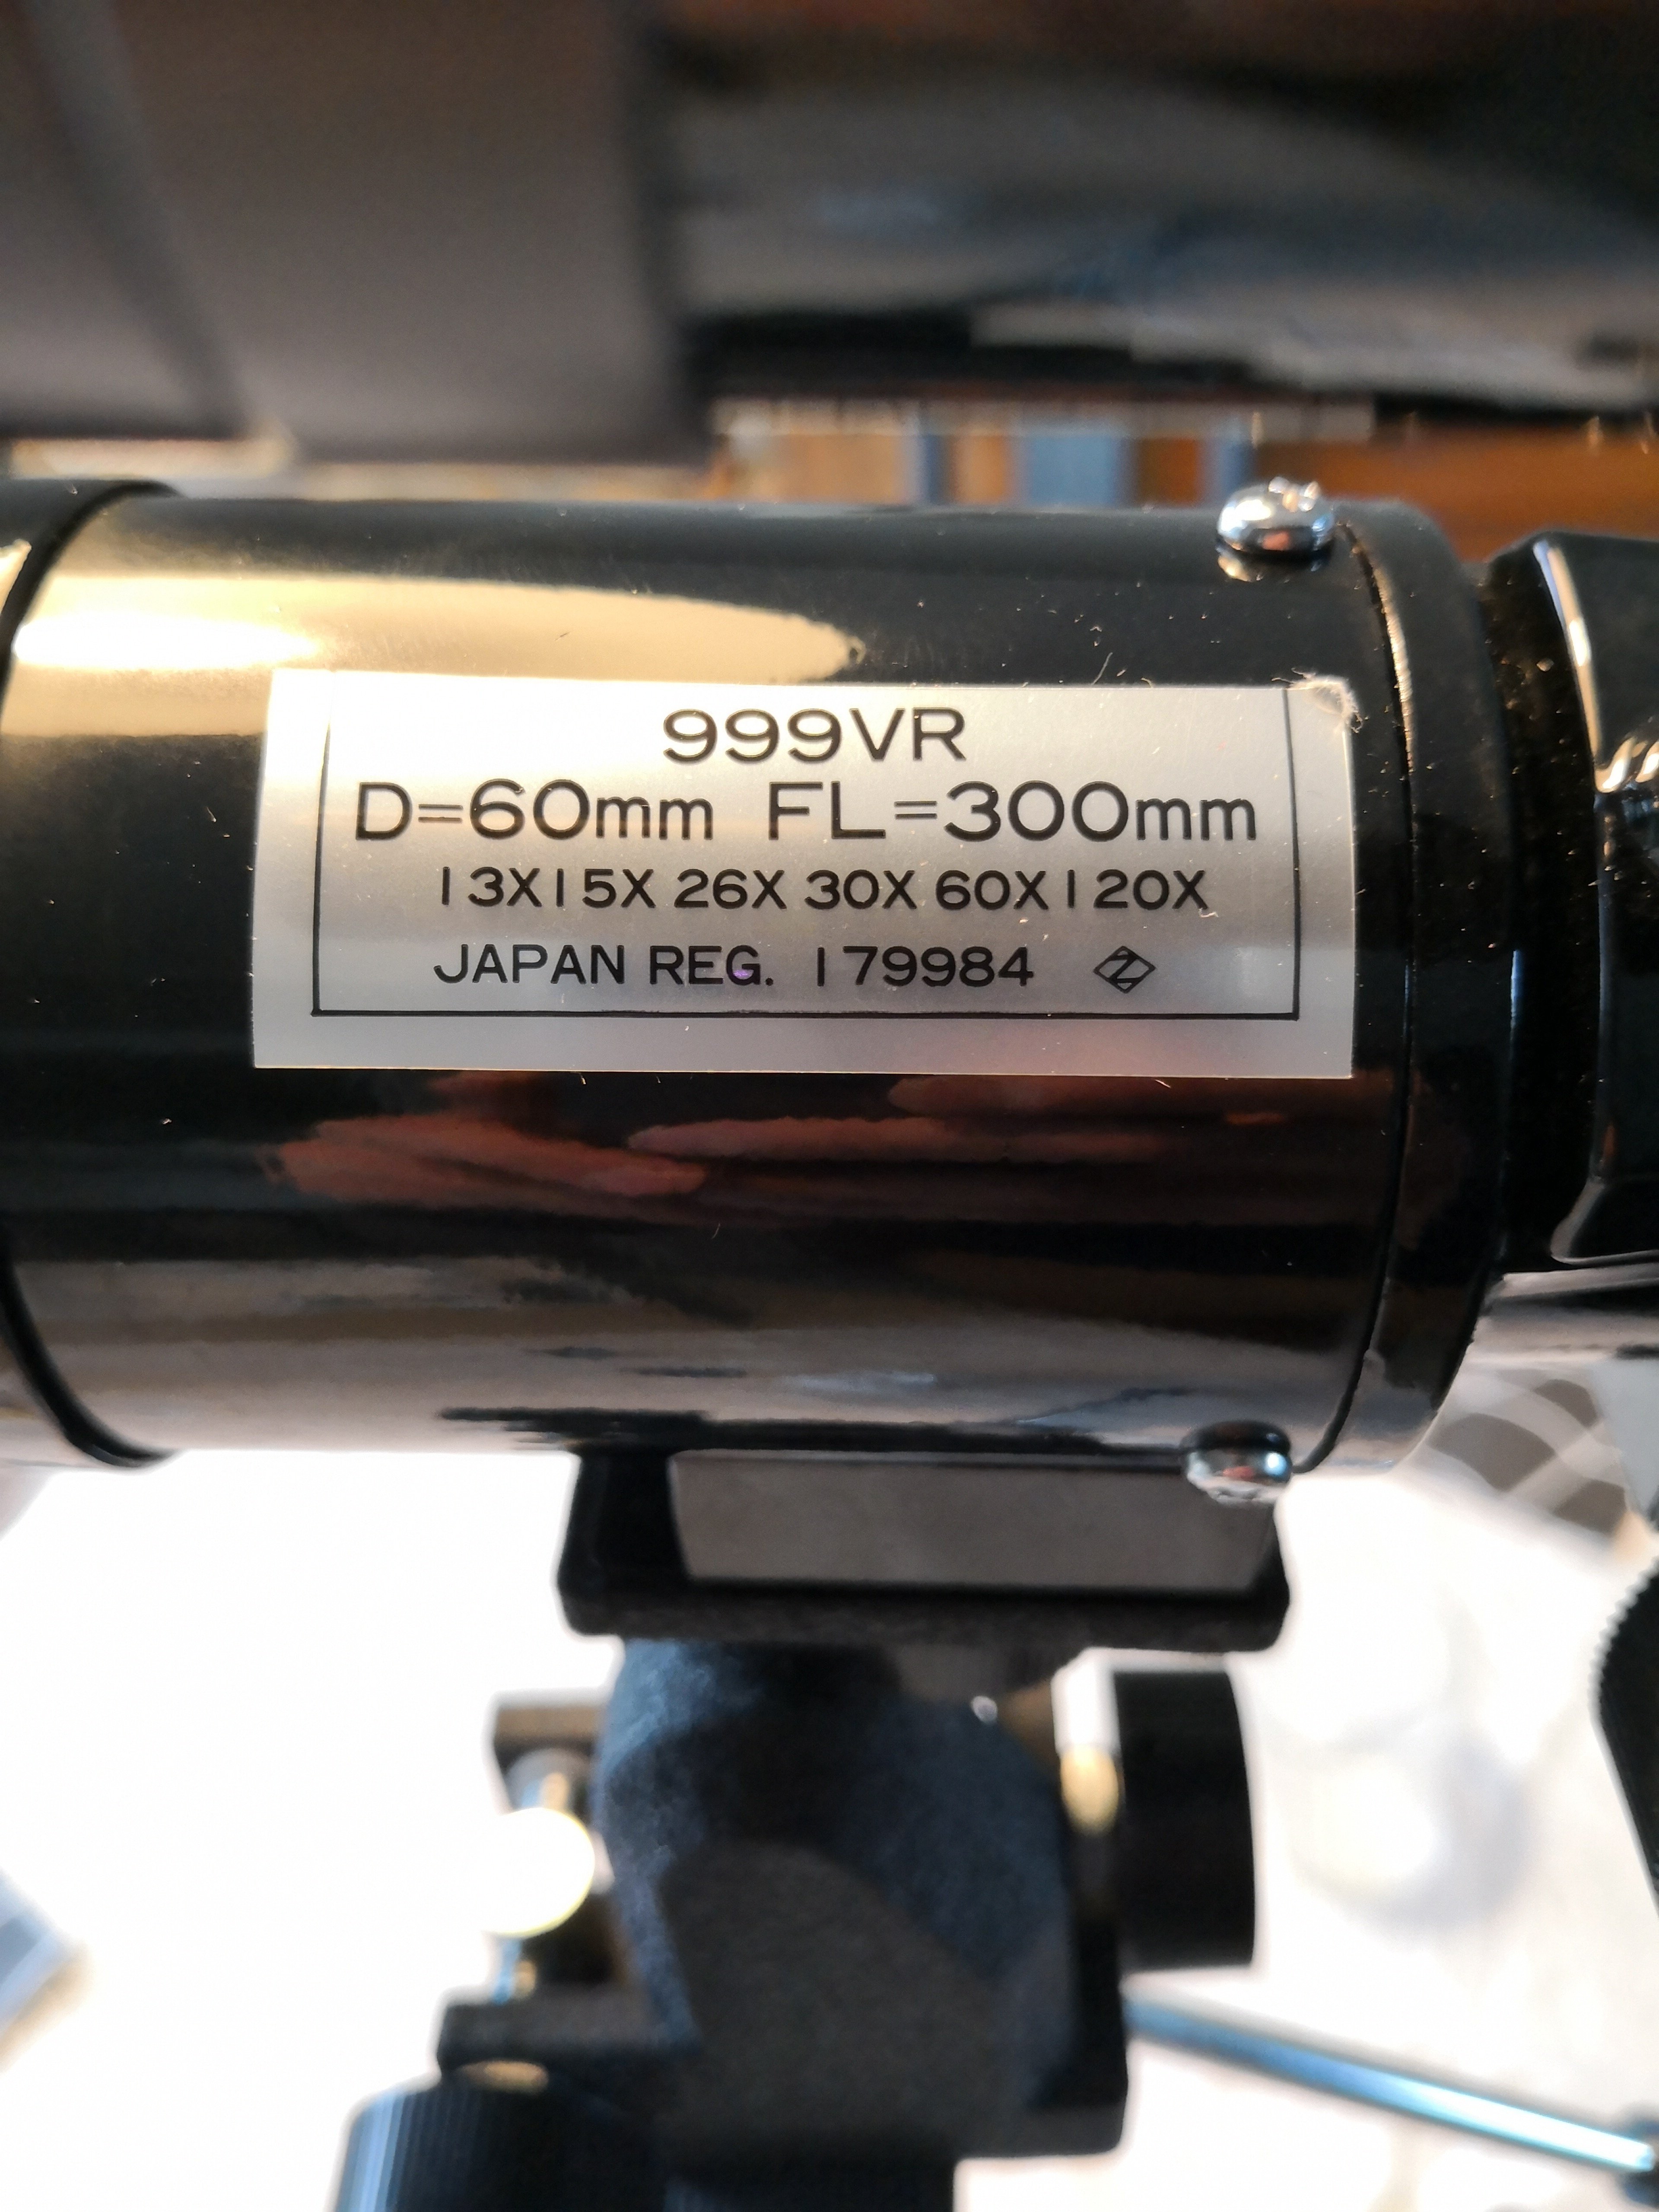 999VR
D=60mm FL=300mm
13X15X 26X 30X 60X120X
JAPAN REG. 179984 Z